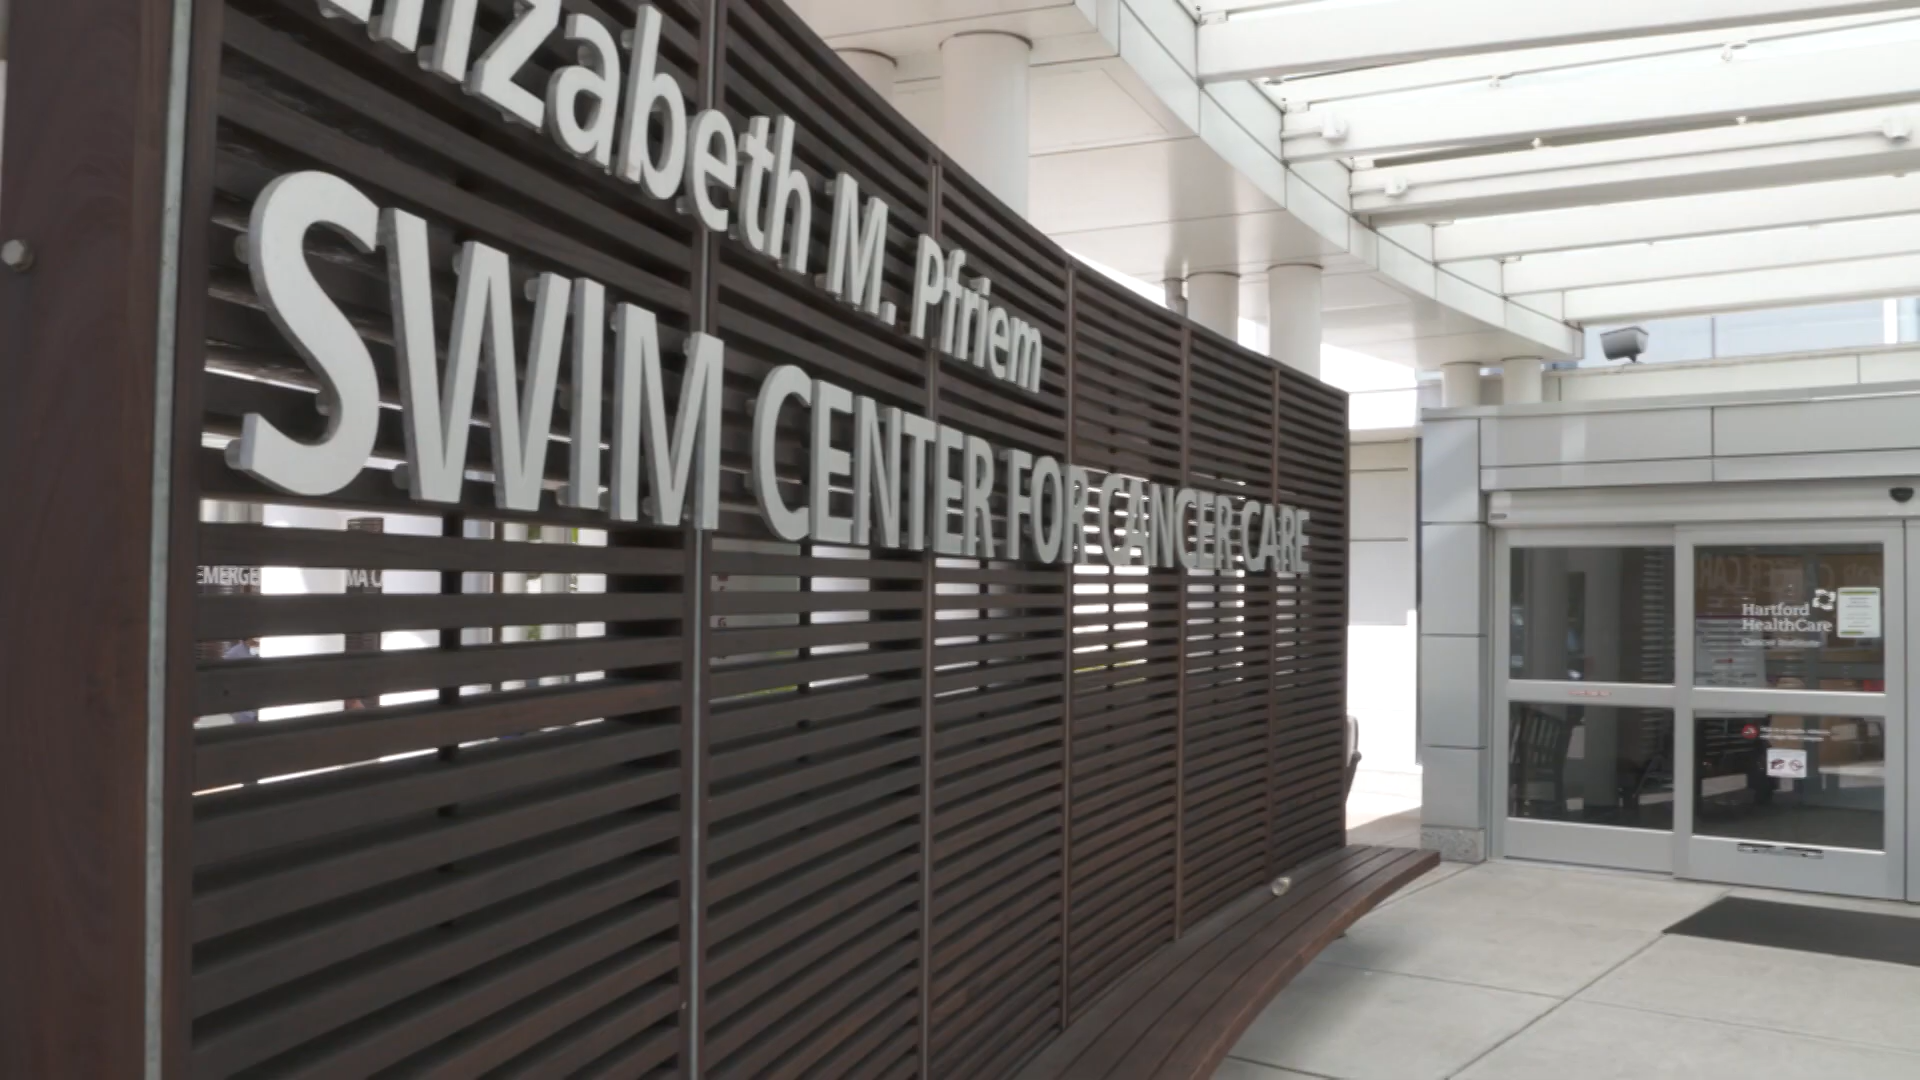 Elizabeth M. Pfriem
SWIM CENTER FOR CANCER CARE
Hartford
HealthCare
Cancer Institute